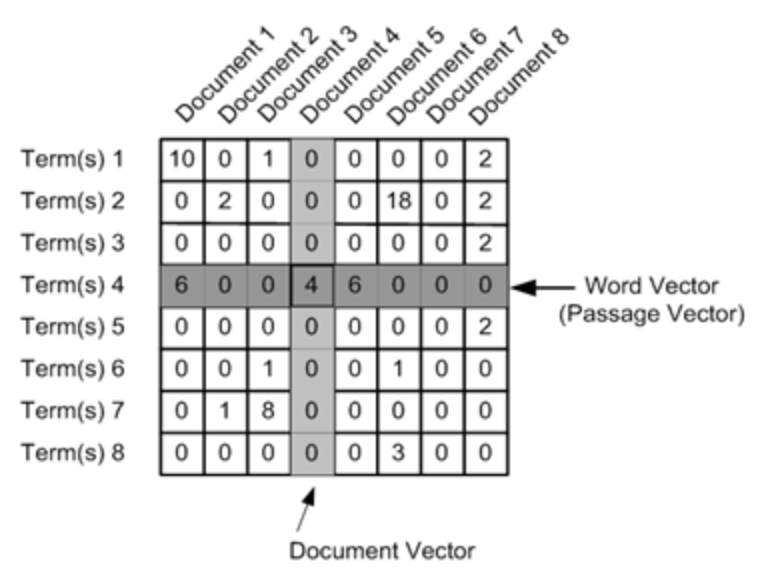 Document 1
Document 2
Document 3
Document 4
Document 5
Document 6
Document 7
Document 8
Term(s) 1 10 0 1 0 0 0 0 2
Term(s) 2 0 2 0 0 0 18 0 2
Term(s) 3 0 0 0 0 0 0 0 2
Term(s) 4 6 0 0 4 6 0 0 0
Word Vector
(Passage Vector)
Term(s) 5 0 0 0 0 0 0 0 2
Term(s) 6 0 0 1 0 0 1 0 0
Term(s) 7 0 1 8 0 0 0 0 0
Term(s) 8 0 0 0 0 0 3 0 0
Document Vector